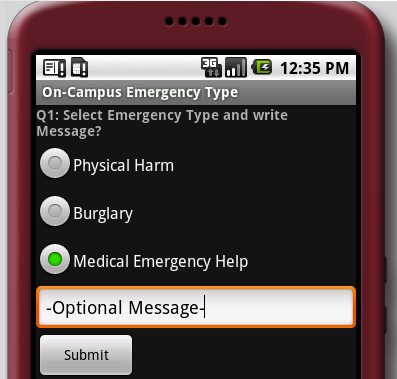 3G 12:35 PM
On-Campus Emergency Type
Q1: Select Emergency Type and write
Message?
Physical Harm
Burglary
Medical Emergency Help
-Optional Message-
Submit